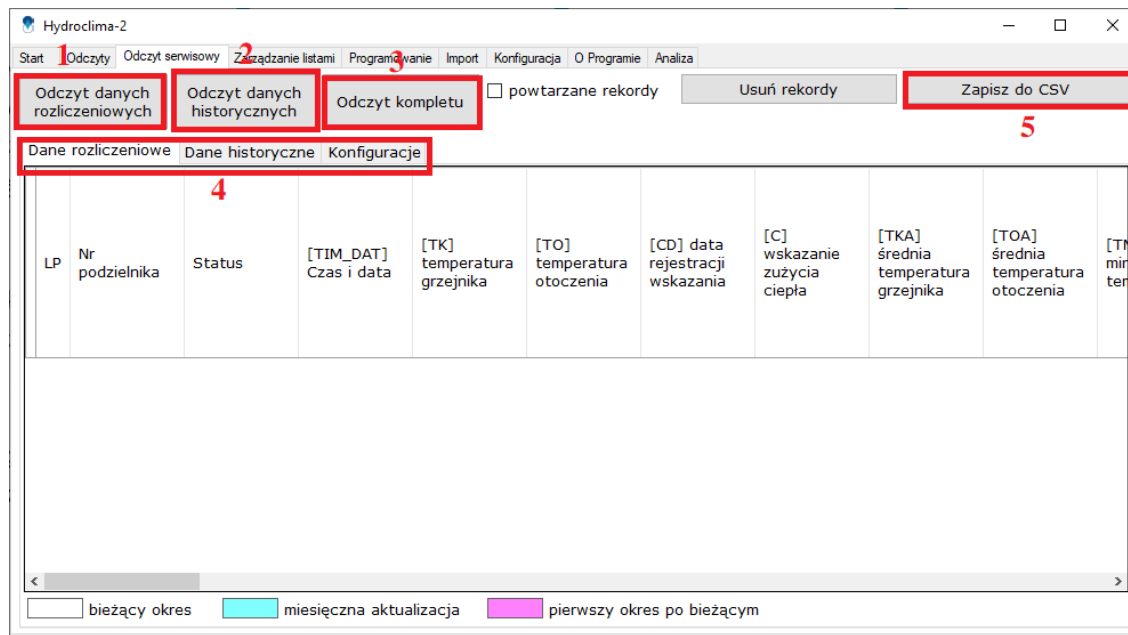 Hydroclima-2
Start Odczyty Odczyt serwisowy Zarządzanie listami Programowanie Import Konfiguracja O Programie Analiza
1 2 3
Odczyt danych
rozliczeniowych
Odczyt danych
historycznych
Odczyt kompletu
powtarzane rekordy
Usuń rekordy
Zapisz do CSV
5
Dane rozliczeniowe Dane historyczne Konfiguracje
4
LP
Nr
podzielnika
Status
[TIM_DAT]
Czas i data
[TK]
temperatura
grzejnika
[TO]
temperatura
otoczenia
[CD] data
rejestracji
wskazania
[C]
wskazanie
zużycia
ciepła
[TKA]
średnia
temperatura
grzejnika
[TOA]
średnia
temperatura
otoczenia
bieżący okres miesięczna aktualizacja pierwszy okres po bieżącym